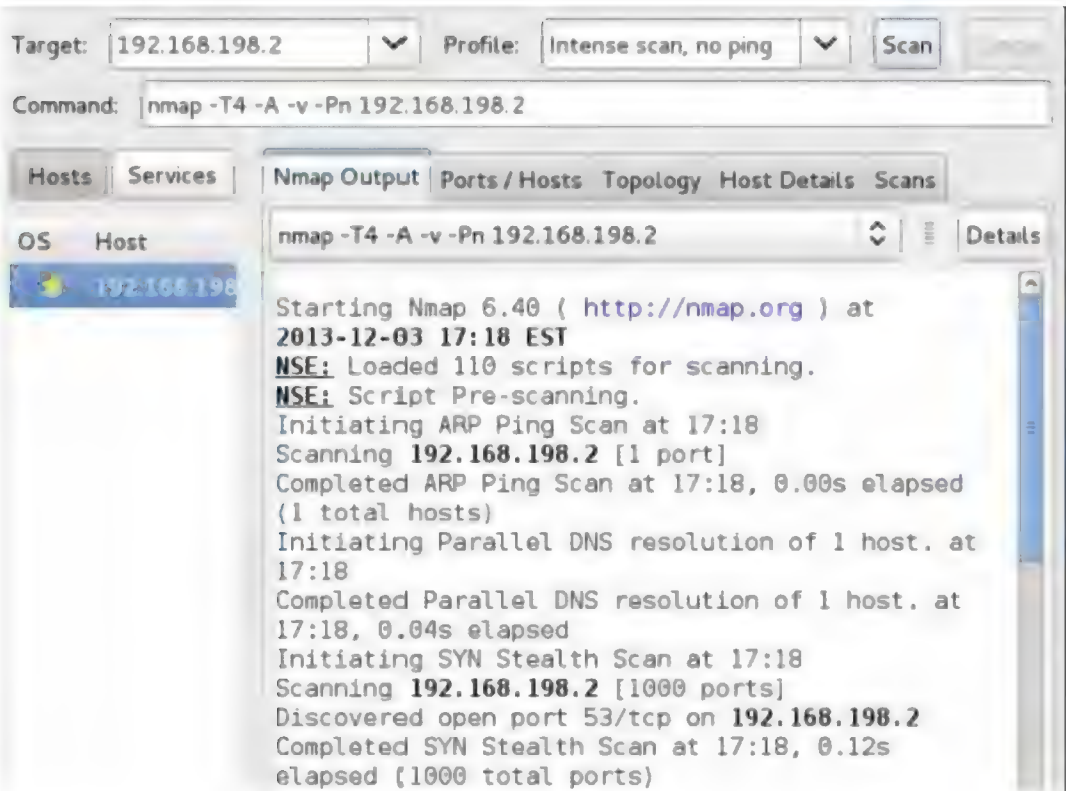 Target: 192.168.198.2 Profile: Intense scan, no ping Scan
Command: nmap -T4 -A -v -Pn 192.168.198.2
Hosts Services Nmap Output Ports / Hosts Topology Host Details Scans
OS Host nmap -T4 -A -v -Pn 192.168.198.2 Details
192.168.198
Starting Nmap 6.40 ( http://nmap.org ) at
2013-12-03 17:18 EST
NSE: Loaded 110 scripts for scanning.
NSE: Script Pre-scanning.
Initiating ARP Ping Scan at 17:18
Scanning 192.168.198.2 [1 port]
Completed ARP Ping Scan at 17:18, 0.00s elapsed
(1 total hosts)
Initiating Parallel DNS resolution of 1 host. at
17:18
Completed Parallel DNS resolution of 1 host. at
17:18, 0.04s elapsed
Initiating SYN Stealth Scan at 17:18
Scanning 192.168.198.2 [1000 ports]
Discovered open port 53/tcp on 192.168.198.2
Completed SYN Stealth Scan at 17:18, 0.12s
elapsed (1000 total ports)